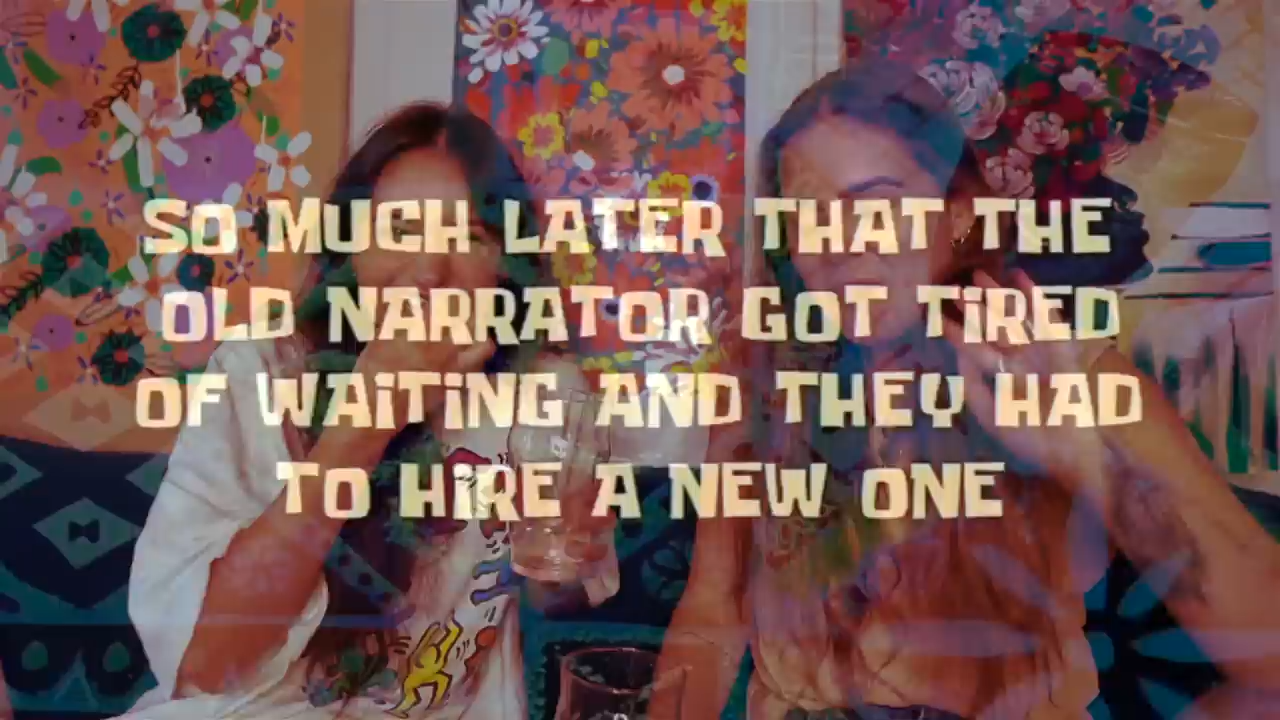 SO MUCH LATER THAT THE
OLD NARRATOR GOT TiRED
OF WAiTiNG AND THEY HAD
TO HiRE A NEW ONE